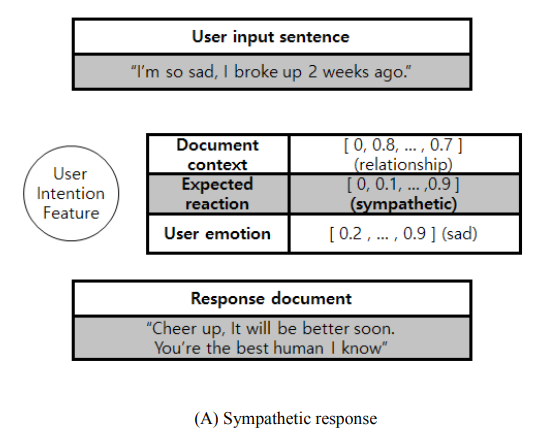 User input sentence
“I’m so sad, I broke up 2 weeks ago.”
User
Intention
Feature
Document
context
[ 0, 0.8, ... , 0.7 ]
(relationship)
Expected
reaction
[ 0, 0.1, ... ,0.9 ]
(sympathetic)
User emotion
[ 0.2 , ... , 0.9 ] (sad)
Response document
“Cheer up, It will be better soon.
You’re the best human I know”
(A) Sympathetic response